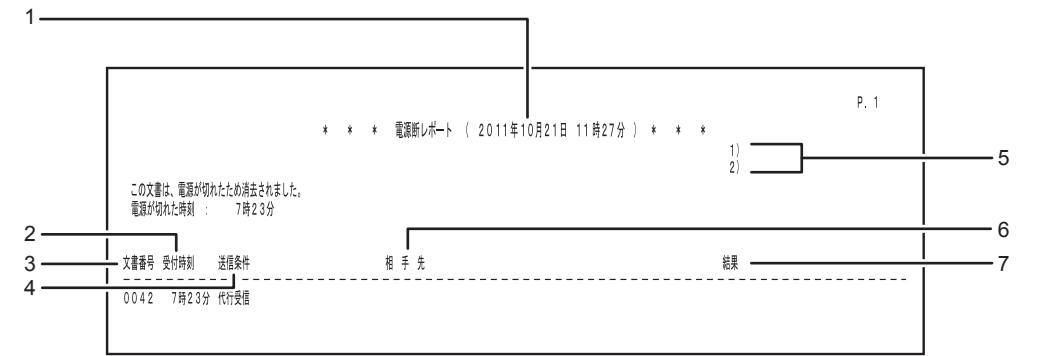 1
P. 1
* * * 電源断レポート ( 2011年10月21日 11時27分 ) * * *
1)
2)
5
この文書は、電源が切れたため消去されました。
電源が切れた時刻 : 7時23分
2
6
3
文書番号 受付時刻 送信条件 相 手 先 結果
7
4
0042 7時23分 代行受信